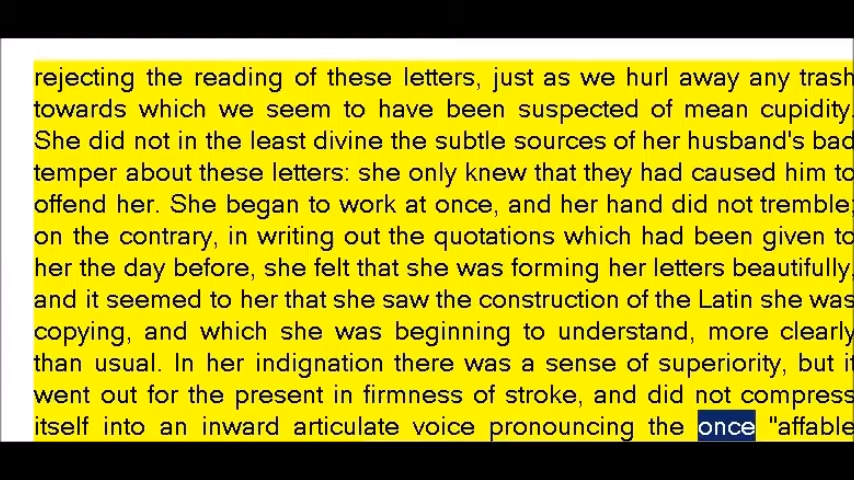 rejecting the reading of these letters, just as we hurl away any trash
towards which we seem to have been suspected of mean cupidity.
She did not in the least divine the subtle sources of her husband's bad
temper about these letters: she only knew that they had caused him to
offend her. She began to work at once, and her hand did not tremble;
on the contrary, in writing out the quotations which had been given to
her the day before, she felt that she was forming her letters beautifully,
and it seemed to her that she saw the construction of the Latin she was
copying, and which she was beginning to understand, more clearly
than usual. In her indignation there was a sense of superiority, but it
went out for the present in firmness of stroke, and did not compress
itself into an inward articulate voice pronouncing the once "affable